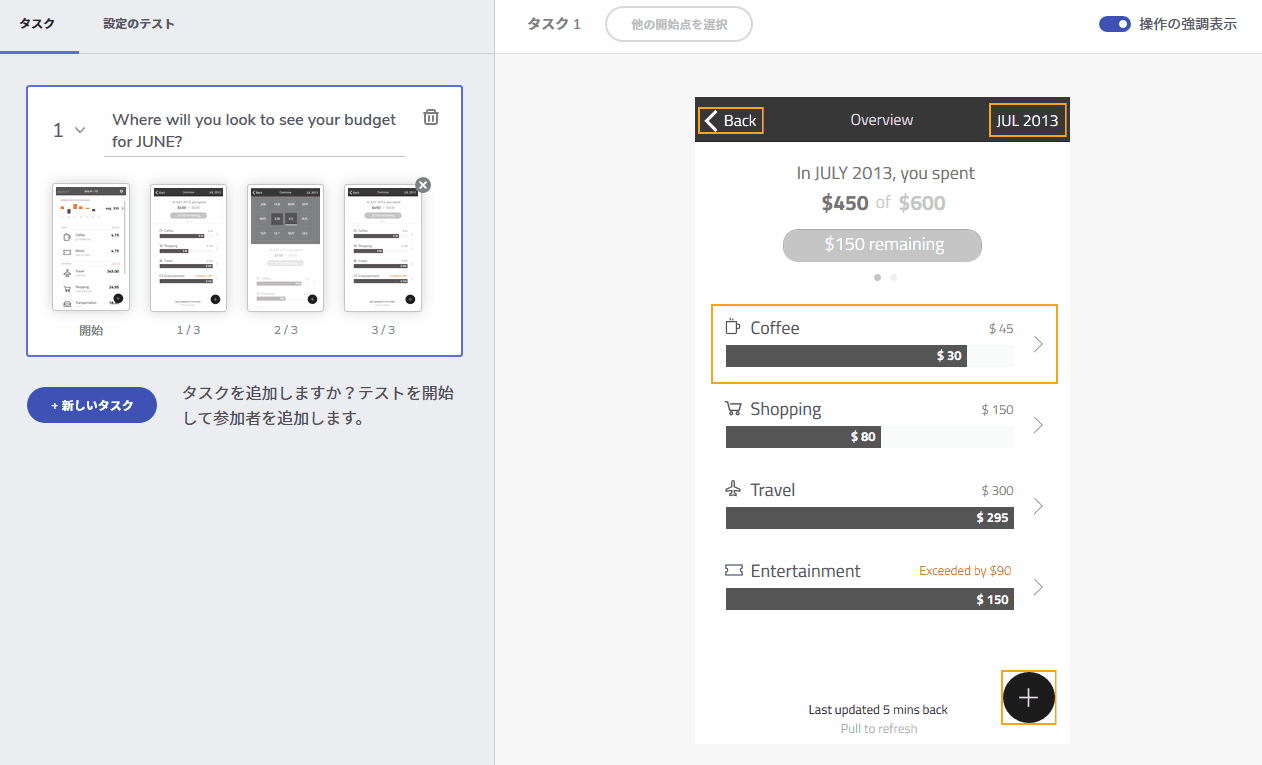 タスク
設定のテスト
タスク 1
他の開始点を選択
操作の強調表示
1
Where will you look to see your budget
for JUNE?
開始
1 / 3
2 / 3
3 / 3
+ 新しいタスク
タスクを追加しますか？テストを開始
して参加者を追加します。
Back
Overview
JUL 2013
In JULY 2013, you spent
$450 of $600
$150 remaining
Coffee
$ 45
$ 30
Shopping
$ 150
$ 80
Travel
$ 300
$ 295
Entertainment
Exceeded by $90
$ 150
Last updated 5 mins back
Pull to refresh